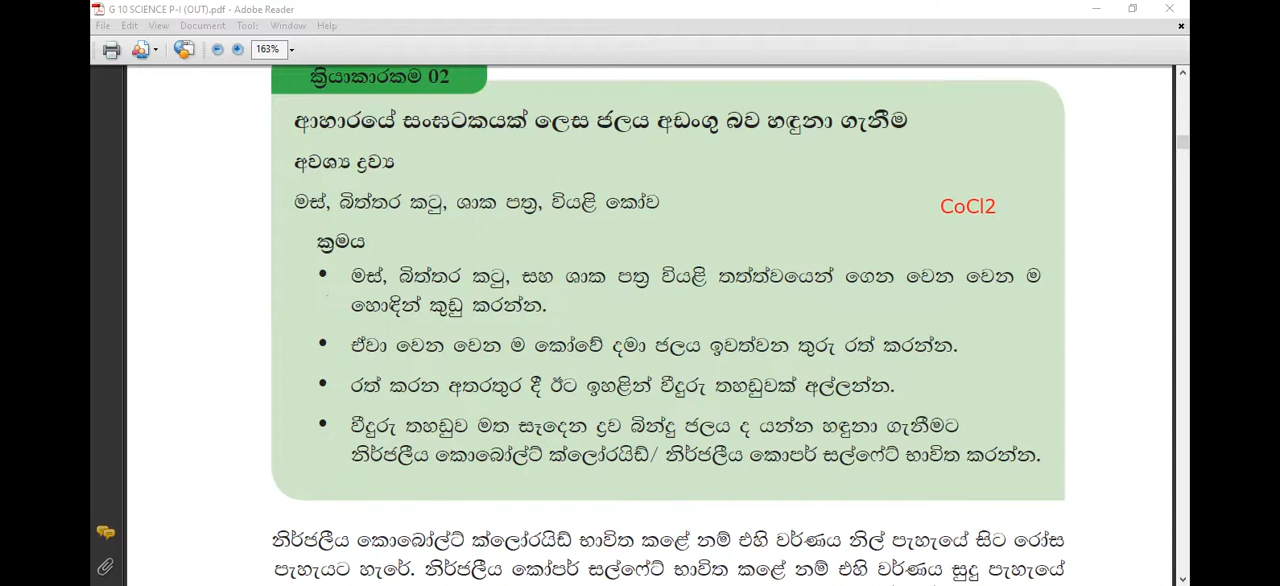 G 10 SCIENCE P-I (OUT).pdf - Adobe Reader
File Edit View Document Tools Window Help
163%
ක්‍රියාකාරකම 02
ආහාරයේ සංඝටකයක් ලෙස ජලය අඩංගු බව හඳුනා ගැනීම
අවශ්‍ය ද්‍රව්‍ය
මස්, බිත්තර කටු, ශාක පත්‍ර, වියළි කෝව
CoCl2
ක්‍රමය
• මස්, බිත්තර කටු, සහ ශාක පත්‍ර වියළි තත්ත්වයෙන් ගෙන වෙන වෙන ම
හොඳින් කුඩු කරන්න.
• ඒවා වෙන වෙන ම කෝවේ දමා ජලය ඉවත්වන තුරු රත් කරන්න.
• රත් කරන අතරතුර දී ඊට ඉහළින් වීදුරු තහඩුවක් අල්ලන්න.
• වීදුරු තහඩුව මත සෑදෙන ද්‍රව බින්දු ජලය ද යන්න හඳුනා ගැනීමට
නිර්ජලීය කොබෝල්ට් ක්ලෝරයිඩ්/ නිර්ජලීය කොපර් සල්ෆේට් භාවිත කරන්න.
නිර්ජලීය කොබෝල්ට් ක්ලෝරයිඩ් භාවිත කළේ නම් එහි වර්ණය නිල් පැහැයේ සිට රෝස
පැහැයට හැරේ. නිර්ජලීය කෝපර් සල්ෆේට් භාවිත කළේ නම් එහි වර්ණය සුදු පැහැයේ